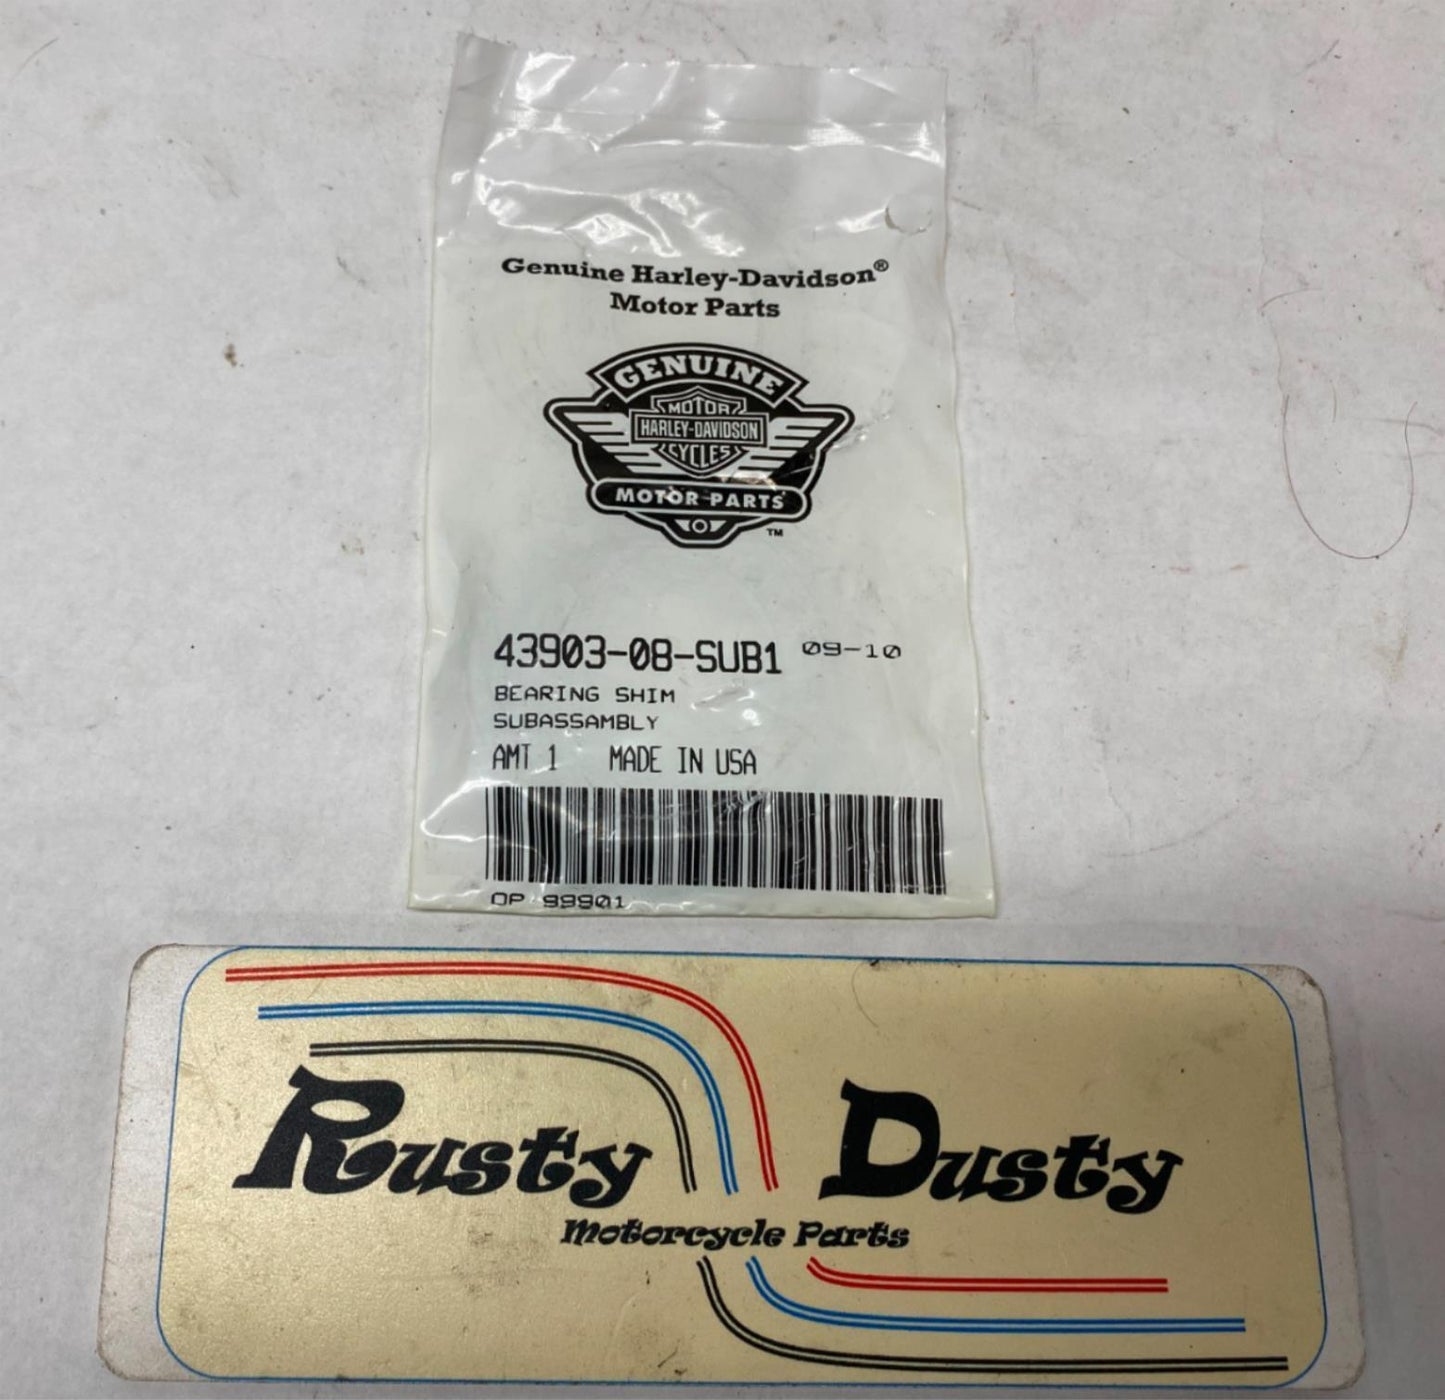 Genuine Harley-Davidson®
Motor Parts
GENUINE
MOTOR
HARLEY-DAVIDSON
CYCLES
MOTOR PARTS
™
43903-08-SUB1 09-10
BEARING SHIM
SUBASSAMBLY
AMT 1 MADE IN USA
OP 99901
Rusty Dusty
Motorcycle Parts